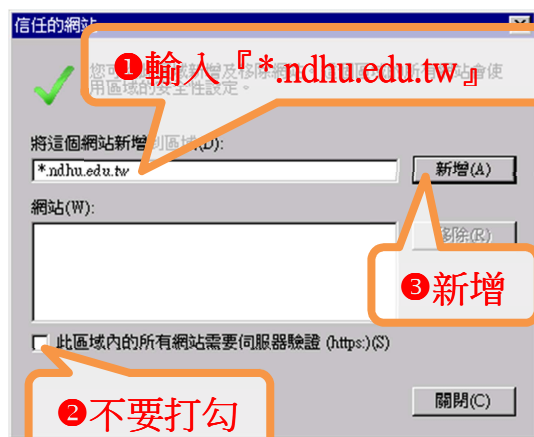 信任的網站
❶輸入『*.ndhu.edu.tw』
用區域的安全性設定。
將這個網站新增到區域(D):
*.ndhu.edu.tw
新增(A)
網站(W):
移除(R)
❸新增
此區域內的所有網站需要伺服器驗證 (https:)(S)
❷不要打勾
關閉(C)